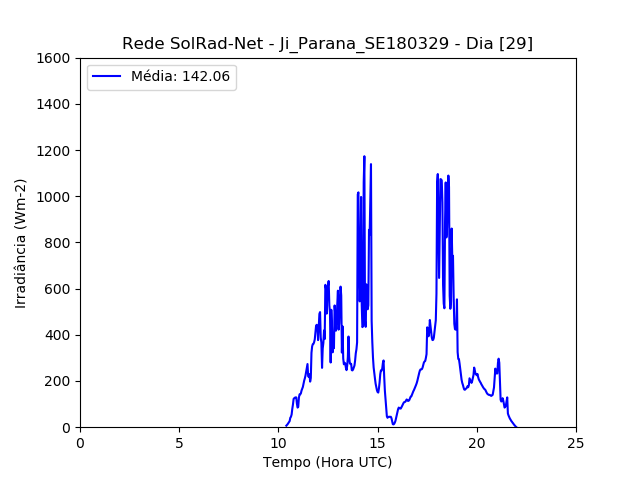 Rede SolRad-Net - Ji_Parana_SE180329 - Dia [29]
Média: 142.06
Irradiância (Wm-2)
1600
1400
1200
1000
800
600
400
200
0
0 5 10 15 20 25
Tempo (Hora UTC)